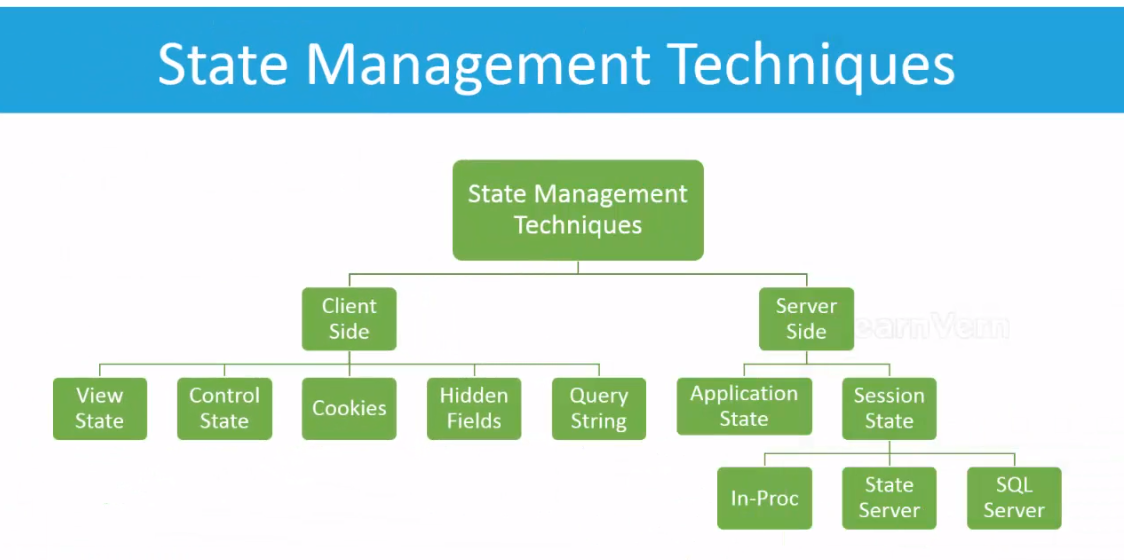 State Management Techniques
State Management
Techniques
Client
Side
Server
Side
earnVern
View
State
Control
State
Cookies
Hidden
Fields
Query
String
Application
State
Session
State
In-Proc
State
Server
SQL
Server